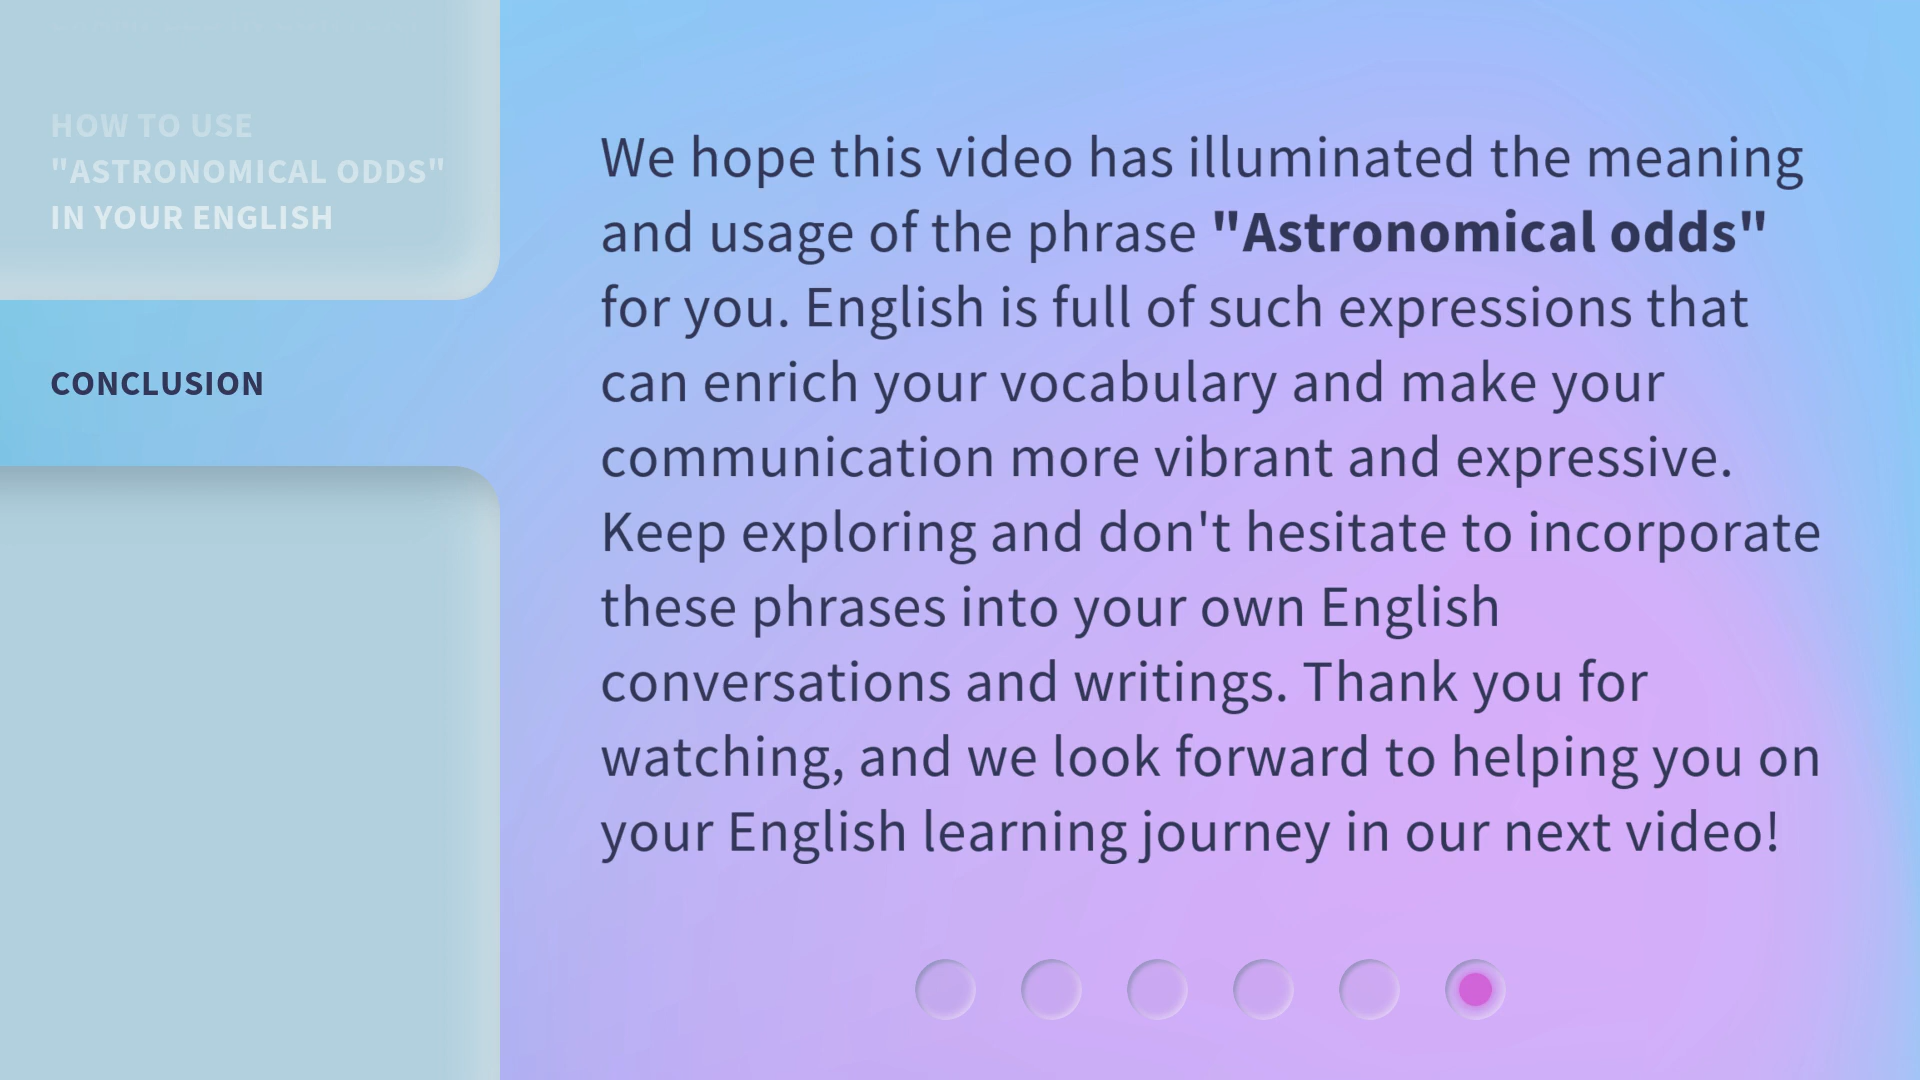 HOW TO USE
"ASTRONOMICAL ODDS"
IN YOUR ENGLISH
CONCLUSION
We hope this video has illuminated the meaning
and usage of the phrase "Astronomical odds"
for you. English is full of such expressions that
can enrich your vocabulary and make your
communication more vibrant and expressive.
Keep exploring and don't hesitate to incorporate
these phrases into your own English
conversations and writings. Thank you for
watching, and we look forward to helping you on
your English learning journey in our next video!